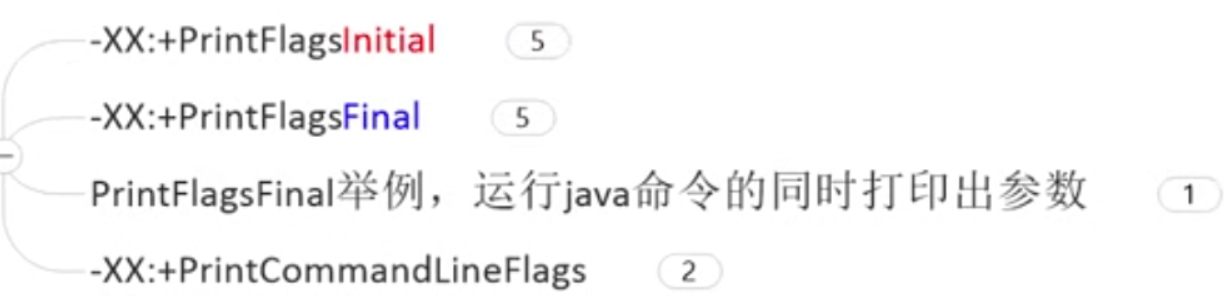 -XX:+PrintFlagsInitial 5
-XX:+PrintFlagsFinal 5
PrintFlagsFinal举例，运行java命令的同时打印出参数 1
-XX:+PrintCommandLineFlags 2